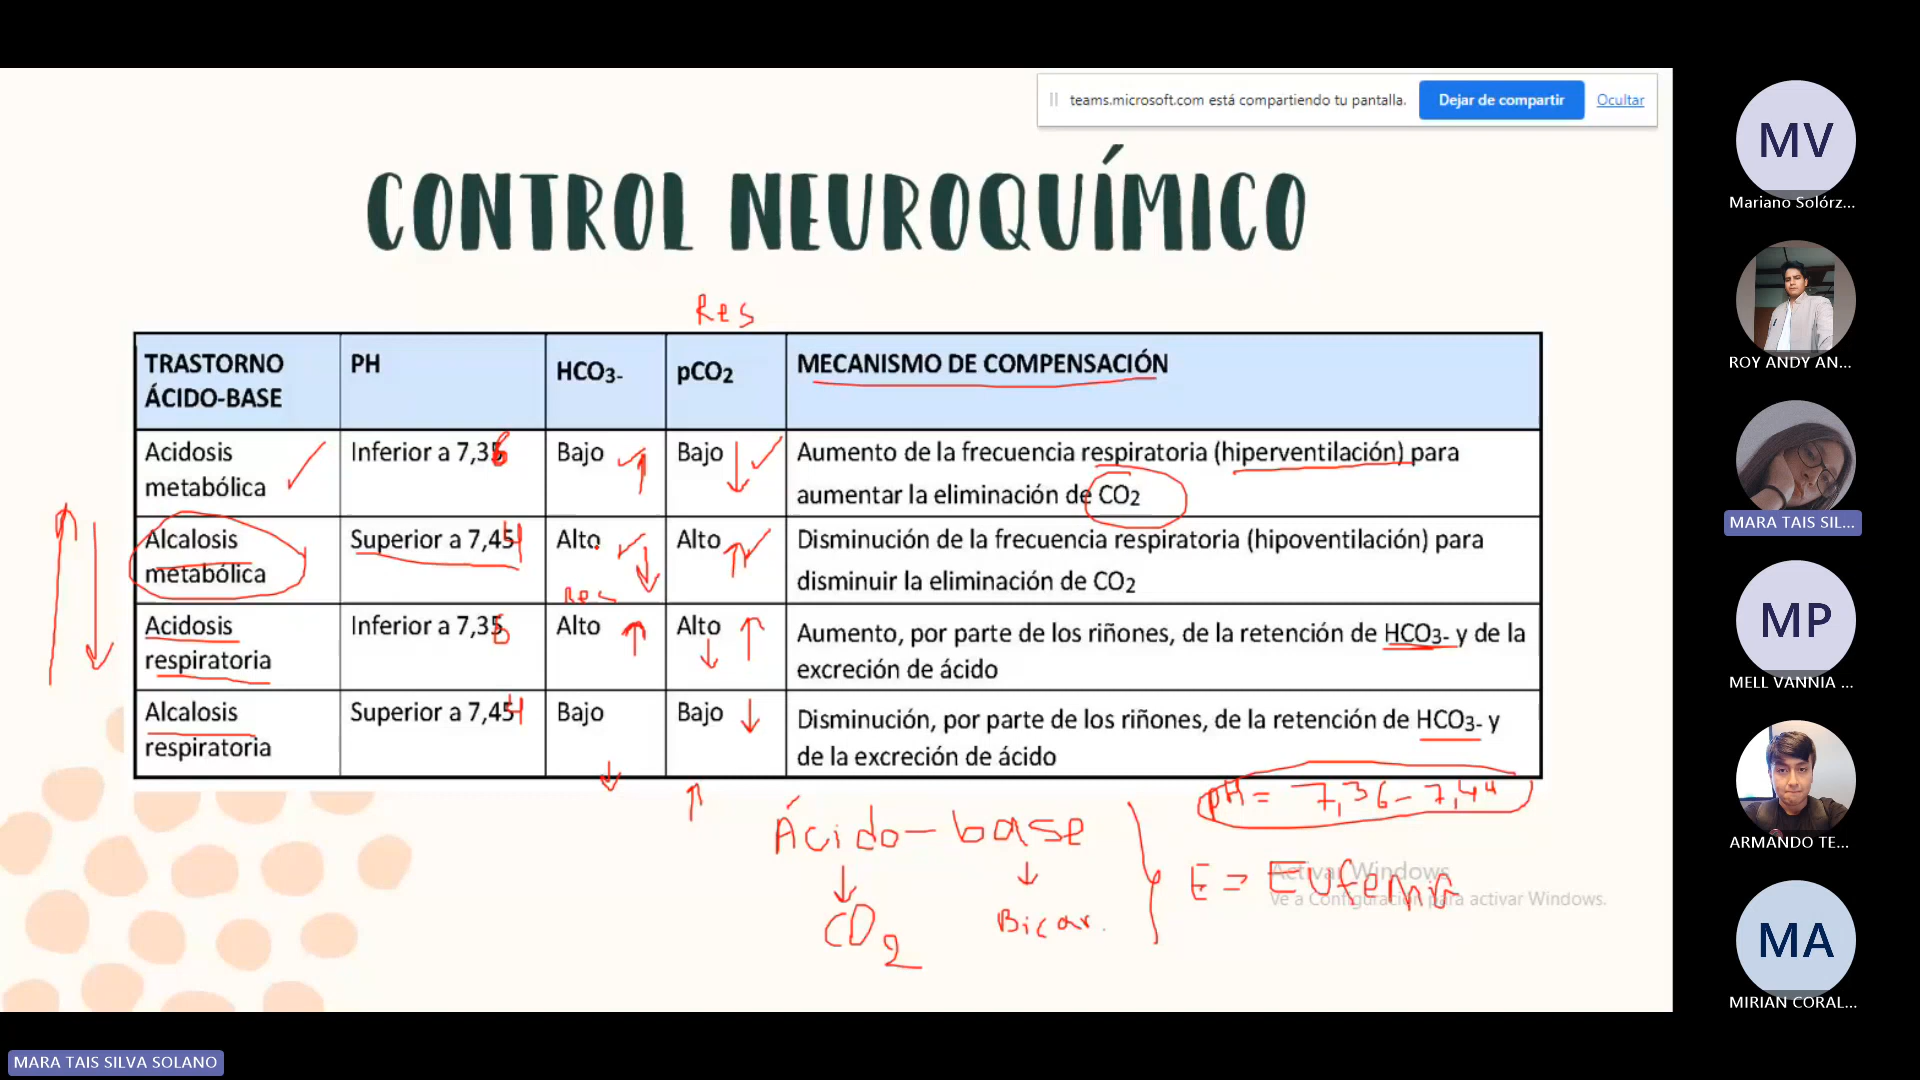 teams.microsoft.com está compartiendo tu pantalla. Dejar de compartir Ocultar
CONTROL NEUROQUÍMICO
Res
TRASTORNO ÁCIDO-BASE PH HCO3- pCO2 MECANISMO DE COMPENSACIÓN
Acidosis metabólica Inferior a 7,35 6 Bajo Bajo Aumento de la frecuencia respiratoria (hiperventilación) para
aumentar la eliminación de CO2
Alcalosis metabólica Superior a 7,45 4 Alto Alto Disminución de la frecuencia respiratoria (hipoventilación) para
disminuir la eliminación de CO2
Res
Acidosis respiratoria Inferior a 7,35 6 Alto Alto Aumento, por parte de los riñones, de la retención de HCO3- y de la
excreción de ácido
Alcalosis respiratoria Superior a 7,45 4 Bajo Bajo Disminución, por parte de los riñones, de la retención de HCO3- y
de la excreción de ácido
pH = 7,36 - 7,44
Ácido - base
CO2 Bicar.
E = Eufemia
Activar Windows
Ve a Configuración para activar Windows.
MV
Mariano Solórz...
ROY ANDY AN...
MARA TAIS SIL...
MP
MELL VANNIA ...
ARMANDO TE...
MA
MIRIAN CORAL...
MARA TAIS SILVA SOLANO